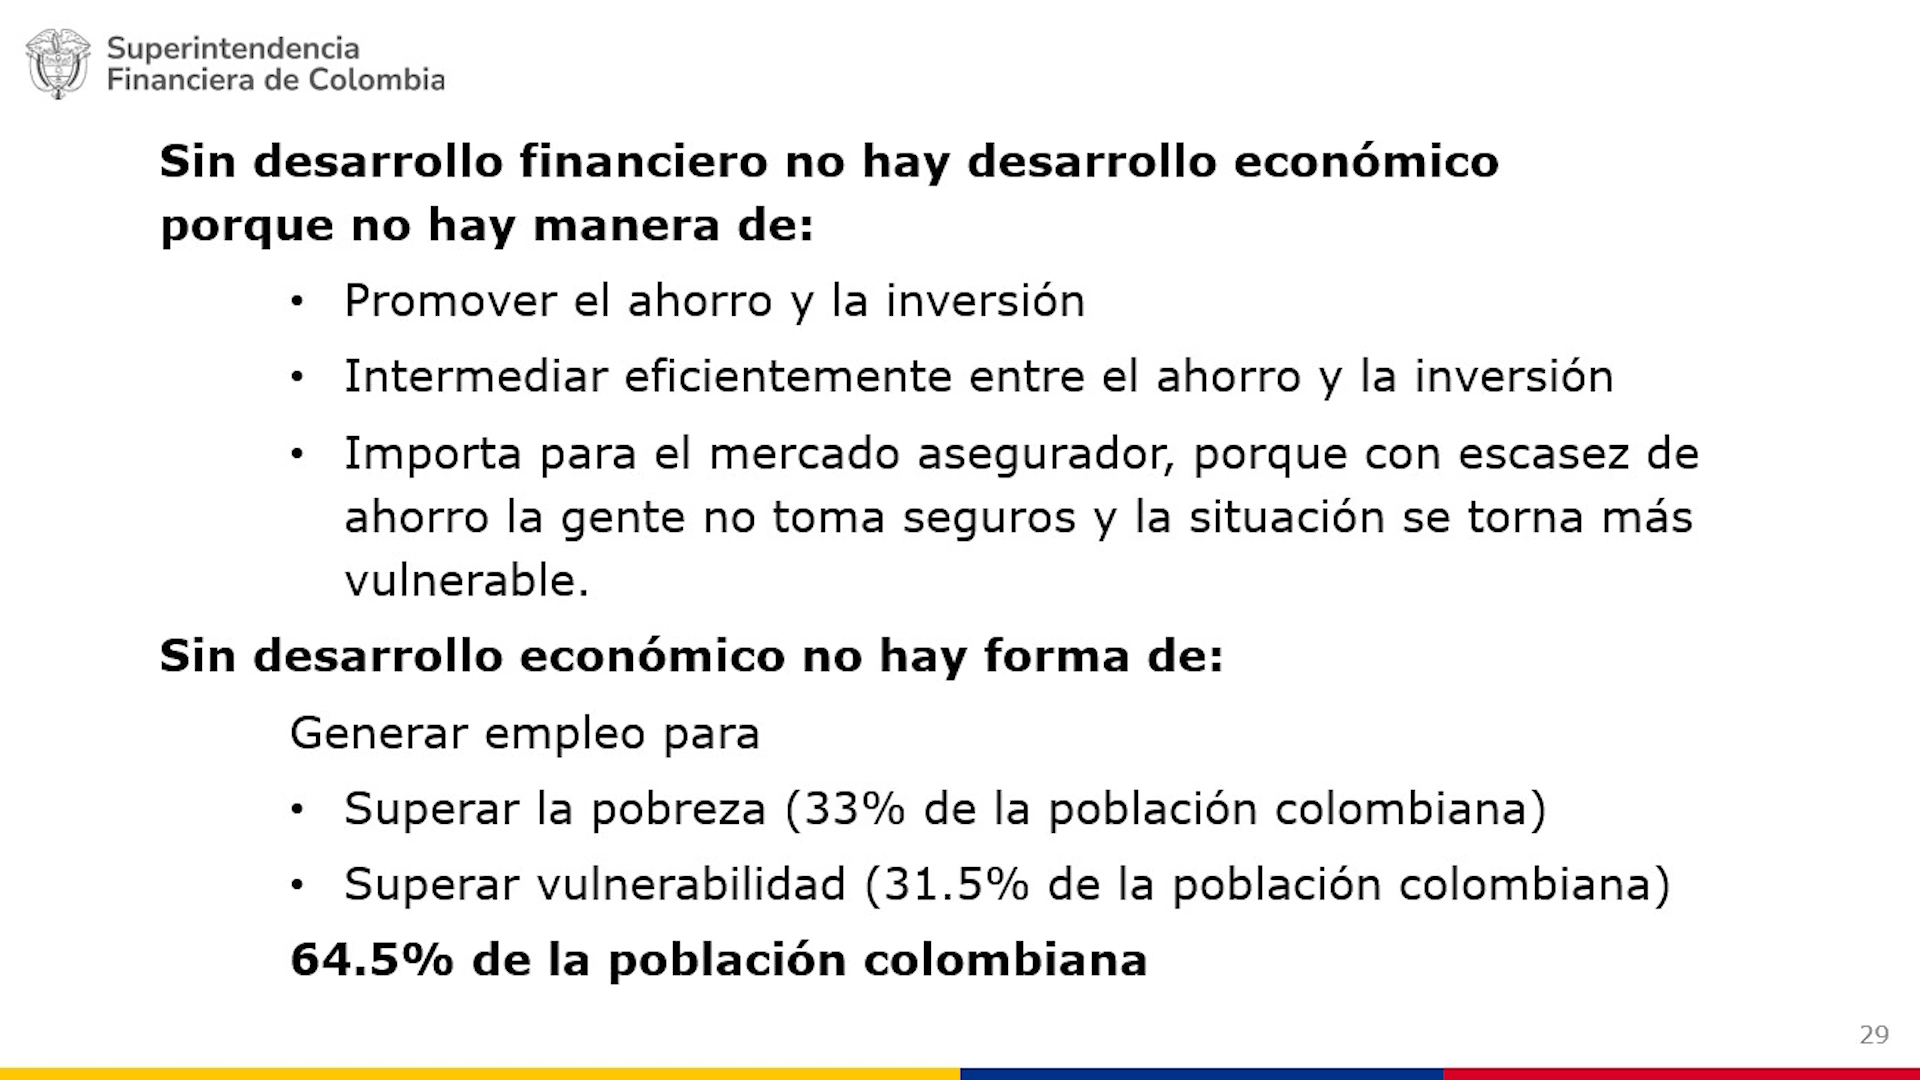 Superintendencia
Financiera de Colombia
Sin desarrollo financiero no hay desarrollo económico
porque no hay manera de:
• Promover el ahorro y la inversión
• Intermediar eficientemente entre el ahorro y la inversión
• Importa para el mercado asegurador, porque con escasez de
ahorro la gente no toma seguros y la situación se torna más
vulnerable.
Sin desarrollo económico no hay forma de:
Generar empleo para
• Superar la pobreza (33% de la población colombiana)
• Superar vulnerabilidad (31.5% de la población colombiana)
64.5% de la población colombiana
29